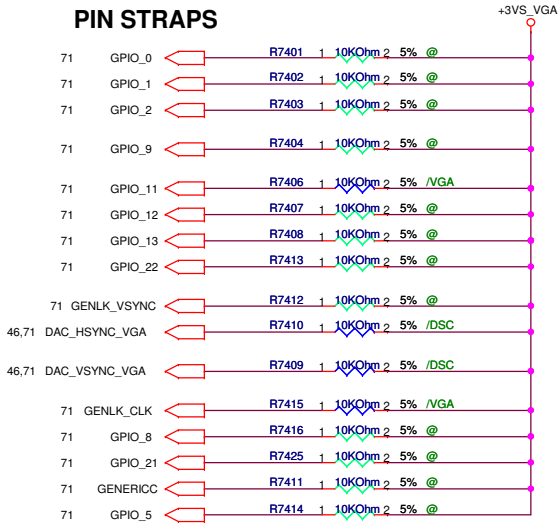 PIN STRAPS
+3VS_VGA
71 GPIO_0 R7401 1 10KOhm 2 5% @
71 GPIO_1 R7402 1 10KOhm 2 5% @
71 GPIO_2 R7403 1 10KOhm 2 5% @
71 GPIO_9 R7404 1 10KOhm 2 5% @
71 GPIO_11 R7406 1 10KOhm 2 5% /VGA
71 GPIO_12 R7407 1 10KOhm 2 5% @
71 GPIO_13 R7408 1 10KOhm 2 5% @
71 GPIO_22 R7413 1 10KOhm 2 5% @
71 GENLK_VSYNC R7412 1 10KOhm 2 5% @
46,71 DAC_HSYNC_VGA R7410 1 10KOhm 2 5% /DSC
46,71 DAC_VSYNC_VGA R7409 1 10KOhm 2 5% /DSC
71 GENLK_CLK R7415 1 10KOhm 2 5% /VGA
71 GPIO_8 R7416 1 10KOhm 2 5% @
71 GPIO_21 R7425 1 10KOhm 2 5% @
71 GENERICC R7411 1 10KOhm 2 5% @
71 GPIO_5 R7414 1 10KOhm 2 5% @